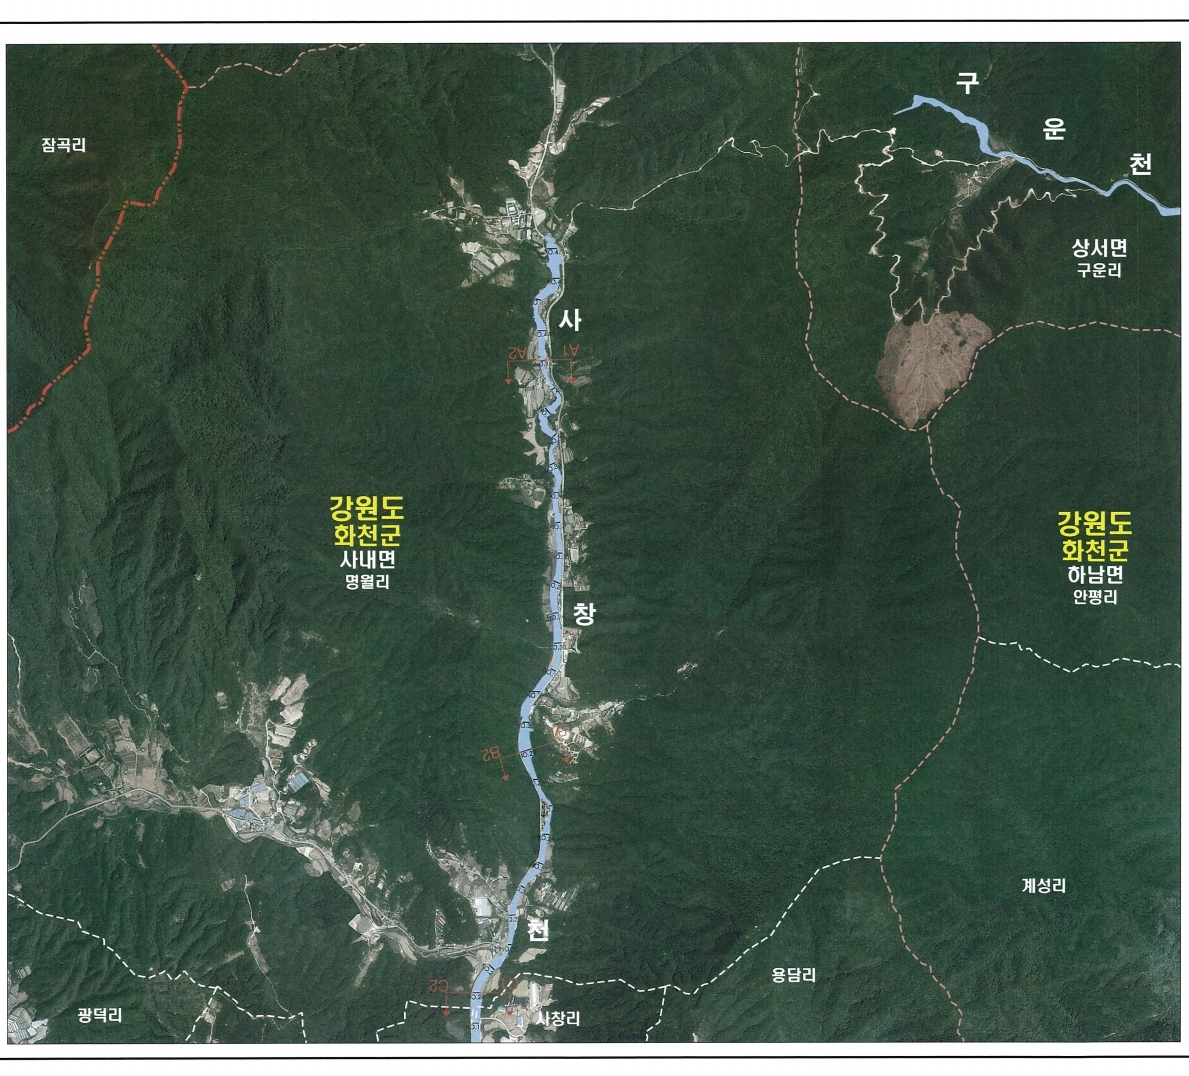 구
운
천
잠곡리
상서면
구운리
사
A2
A1
강원도
화천군
사내면
명월리
강원도
화천군
하남면
안평리
창
B2
계성리
천
용담리
C2
광덕리
사창리